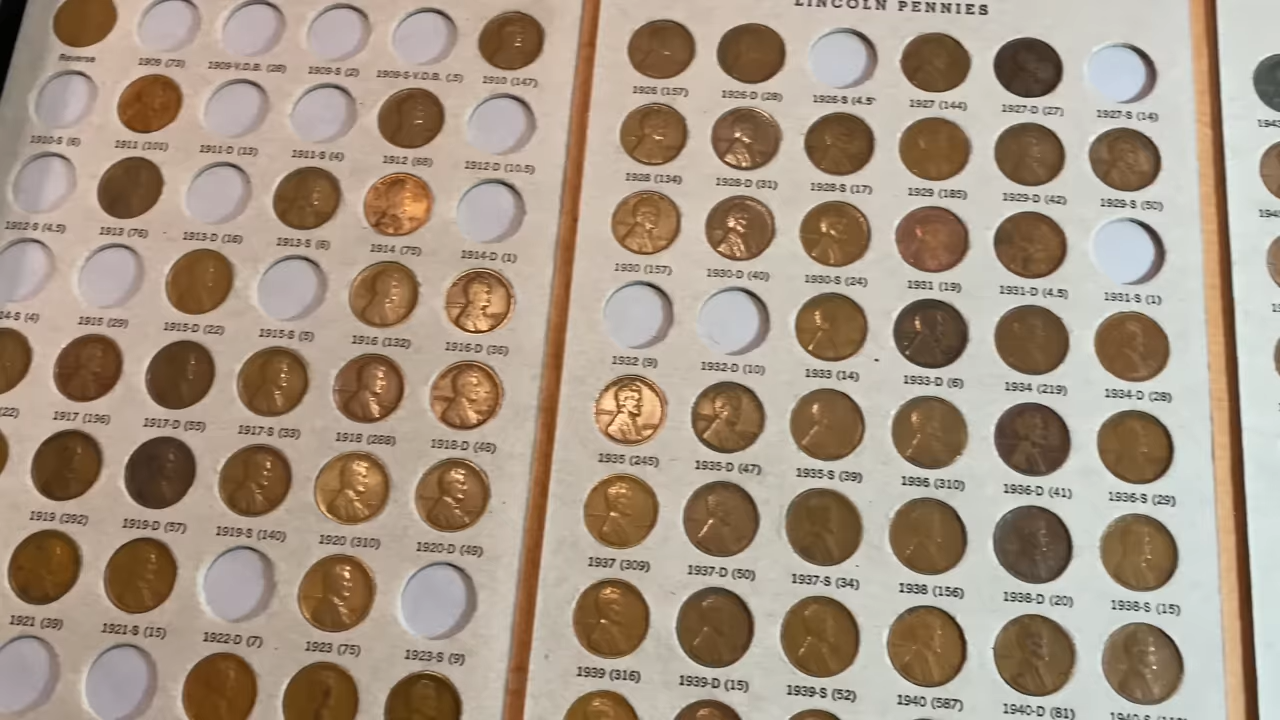 Reverse 1909 (73) 1909-V.D.B. (28) 1909-S (2) 1909-S-V.D.B. (.5) 1910 (147)
1910-S (6) 1911 (101) 1911-D (13) 1911-S (4) 1912 (68) 1912-D (10.5)
1912-S (4.5) 1913 (76) 1913-D (16) 1913-S (6) 1914 (75) 1914-D (1)
14-S (4) 1915 (29) 1915-D (22) 1915-S (5) 1916 (132) 1916-D (36)
22) 1917 (196) 1917-D (55) 1917-S (33) 1918 (288) 1918-D (48)
1919 (392) 1919-D (57) 1919-S (140) 1920 (310) 1920-D (49)
1921 (39) 1921-S (15) 1922-D (7) 1923 (75) 1923-S (9)
LINCOLN PENNIES
1926 (157) 1926-D (28) 1926-S (4.5 1927 (144) 1927-D (27) 1927-S (14)
1928 (134) 1928-D (31) 1928-S (17) 1929 (185) 1929-D (42) 1929-S (50)
1930 (157) 1930-D (40) 1930-S (24) 1931 (19) 1931-D (4.5) 1931-S (1)
1932 (9) 1932-D (10) 1933 (14) 1933-D (6) 1934 (219) 1934-D (28)
1935 (245) 1935-D (47) 1935-S (39) 1936 (310) 1936-D (41) 1936-S (29)
1937 (309) 1937-D (50) 1937-S (34) 1938 (156) 1938-D (20) 1938-S (15)
1939 (316) 1939-D (15) 1939-S (52) 1940 (587) 1940-D (81)